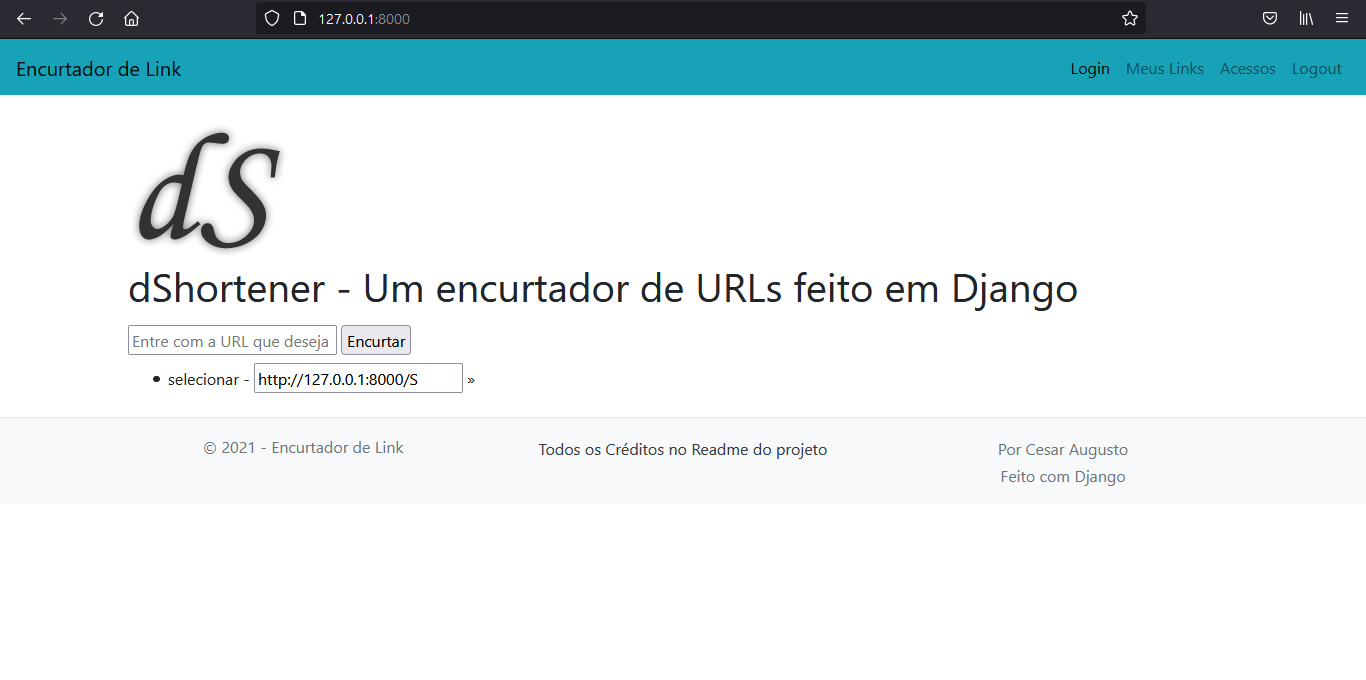 127.0.0.1:8000
Encurtador de Link Login Meus Links Acessos Logout
dS
dShortener - Um encurtador de URLs feito em Django
Entre com a URL que deseja Encurtar
• selecionar - http://127.0.0.1:8000/S »
© 2021 - Encurtador de Link Todos os Créditos no Readme do projeto Por Cesar Augusto
Feito com Django